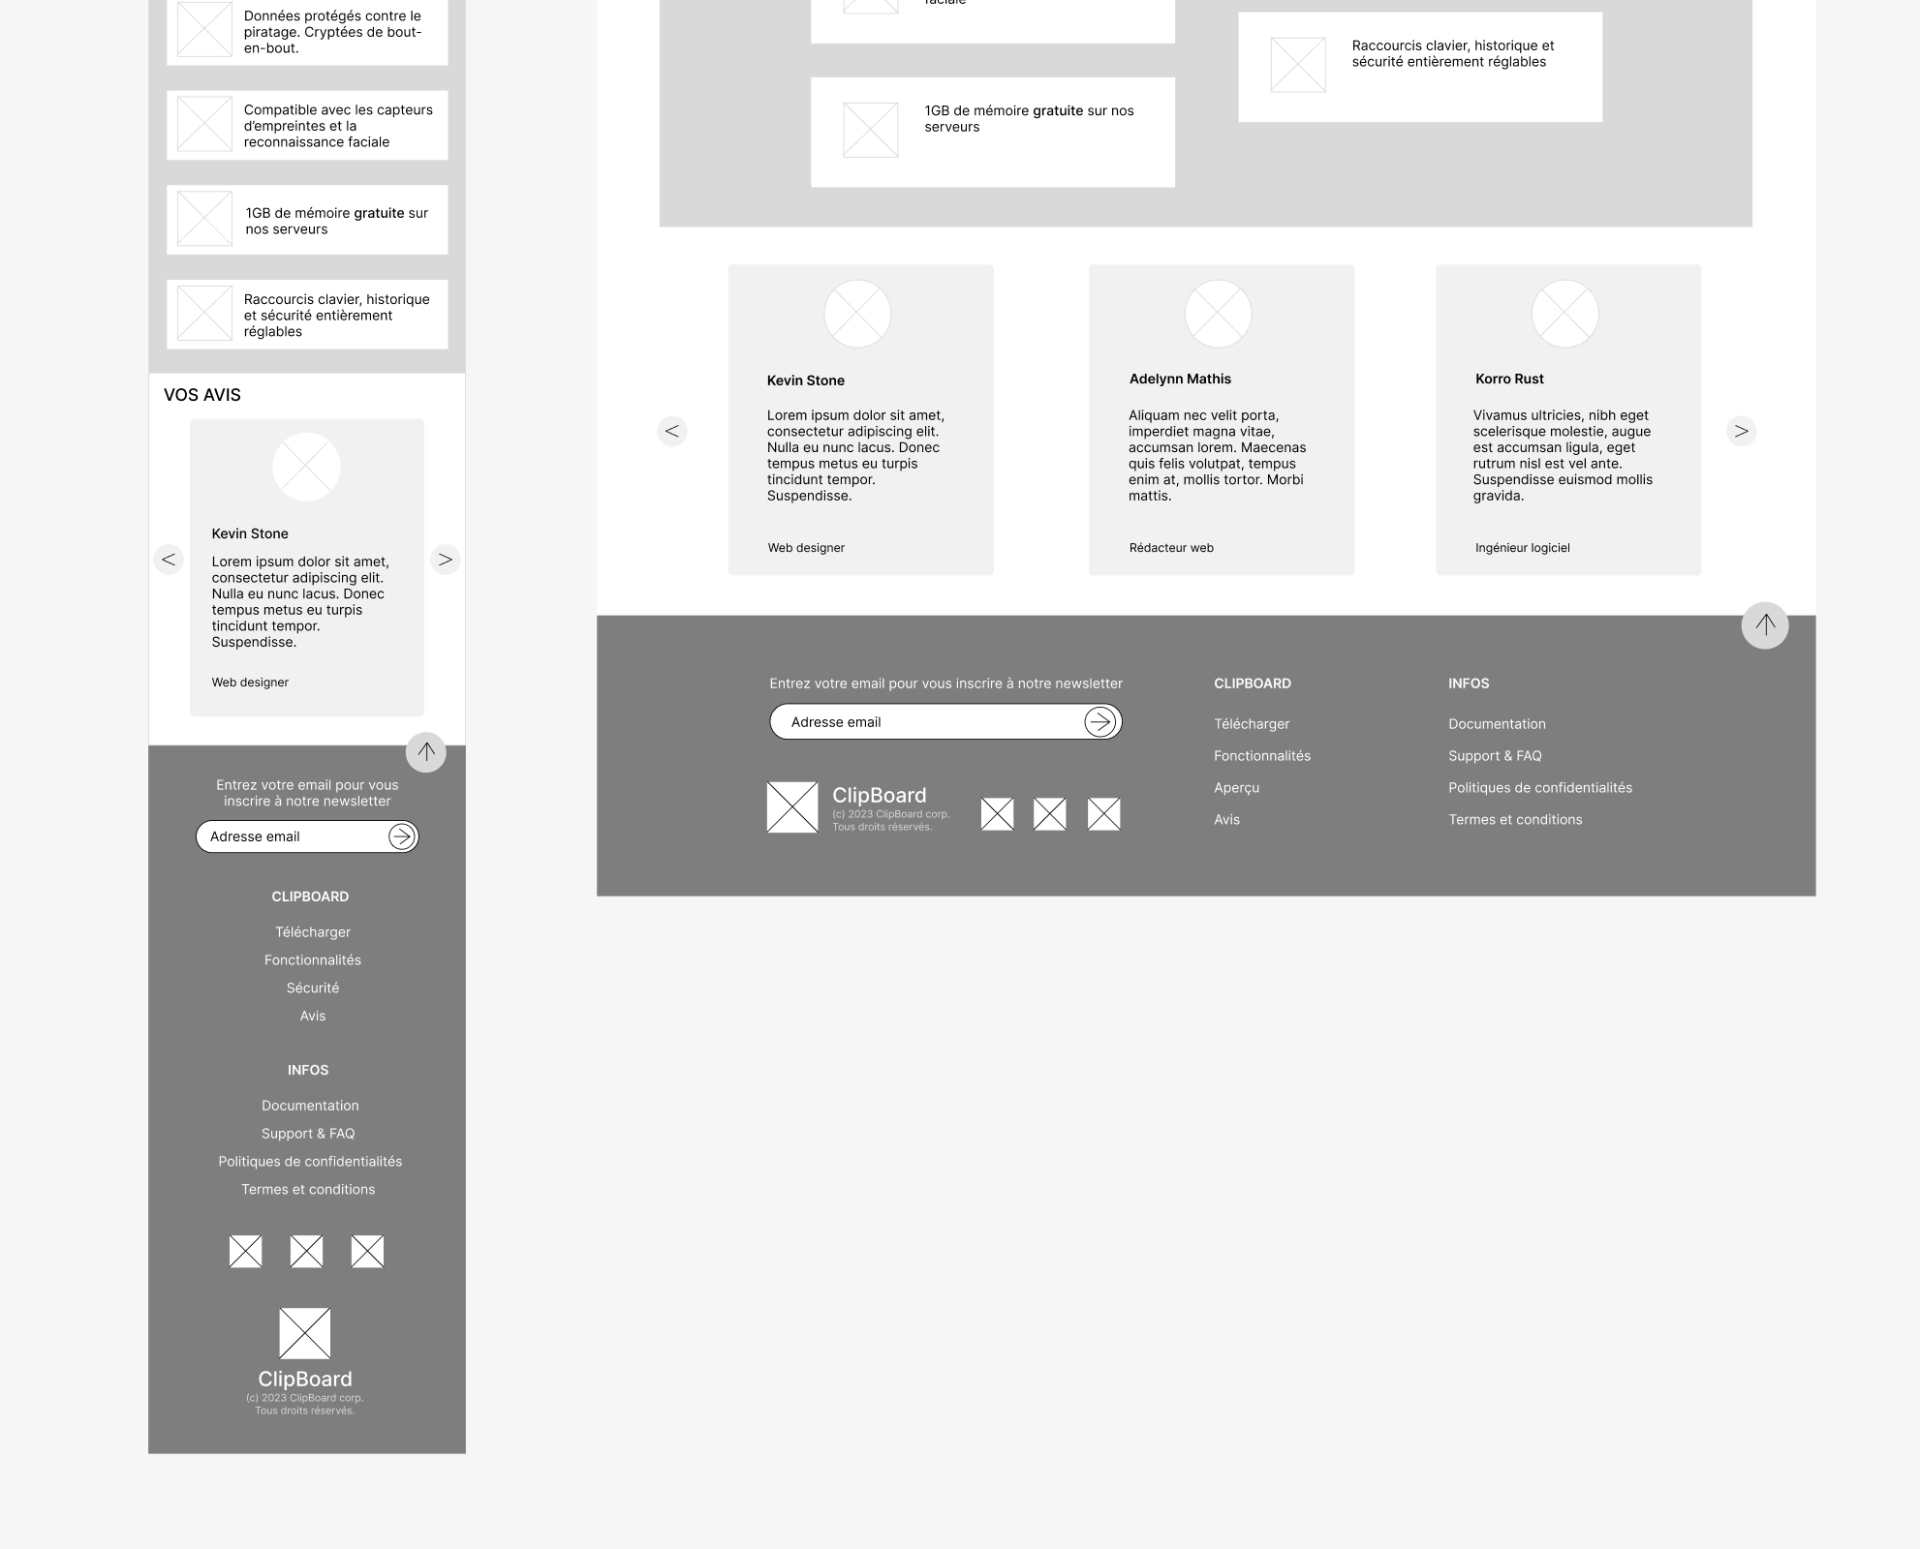 Données protégés contre le
piratage. Cryptées de bout-
en-bout.
Compatible avec les capteurs
d'empreintes et la
reconnaissance faciale
1GB de mémoire gratuite sur
nos serveurs
Raccourcis clavier, historique
et sécurité entièrement
réglables
VOS AVIS
<
>
Kevin Stone
Lorem ipsum dolor sit amet,
consectetur adipiscing elit.
Nulla eu nunc lacus. Donec
tempus metus eu turpis
tincidunt tempor.
Suspendisse.
Web designer
Entrez votre email pour vous
inscrire à notre newsletter
Adresse email
CLIPBOARD
Télécharger
Fonctionnalités
Sécurité
Avis
INFOS
Documentation
Support & FAQ
Politiques de confidentialités
Termes et conditions
ClipBoard
(c) 2023 ClipBoard corp.
Tous droits réservés.
faciale
1GB de mémoire gratuite sur nos
serveurs
Raccourcis clavier, historique et
sécurité entièrement réglables
<
Kevin Stone
Lorem ipsum dolor sit amet,
consectetur adipiscing elit.
Nulla eu nunc lacus. Donec
tempus metus eu turpis
tincidunt tempor.
Suspendisse.
Web designer
Adelynn Mathis
Aliquam nec velit porta,
imperdiet magna vitae,
accumsan lorem. Maecenas
quis felis volutpat, tempus
enim at, mollis tortor. Morbi
mattis.
Rédacteur web
Korro Rust
Vivamus ultricies, nibh eget
scelerisque molestie, augue
est accumsan ligula, eget
rutrum nisl est vel ante.
Suspendisse euismod mollis
gravida.
Ingénieur logiciel
>
Entrez votre email pour vous inscrire à notre newsletter
Adresse email
ClipBoard
(c) 2023 ClipBoard corp.
Tous droits réservés.
CLIPBOARD
Télécharger
Fonctionnalités
Aperçu
Avis
INFOS
Documentation
Support & FAQ
Politiques de confidentialités
Termes et conditions